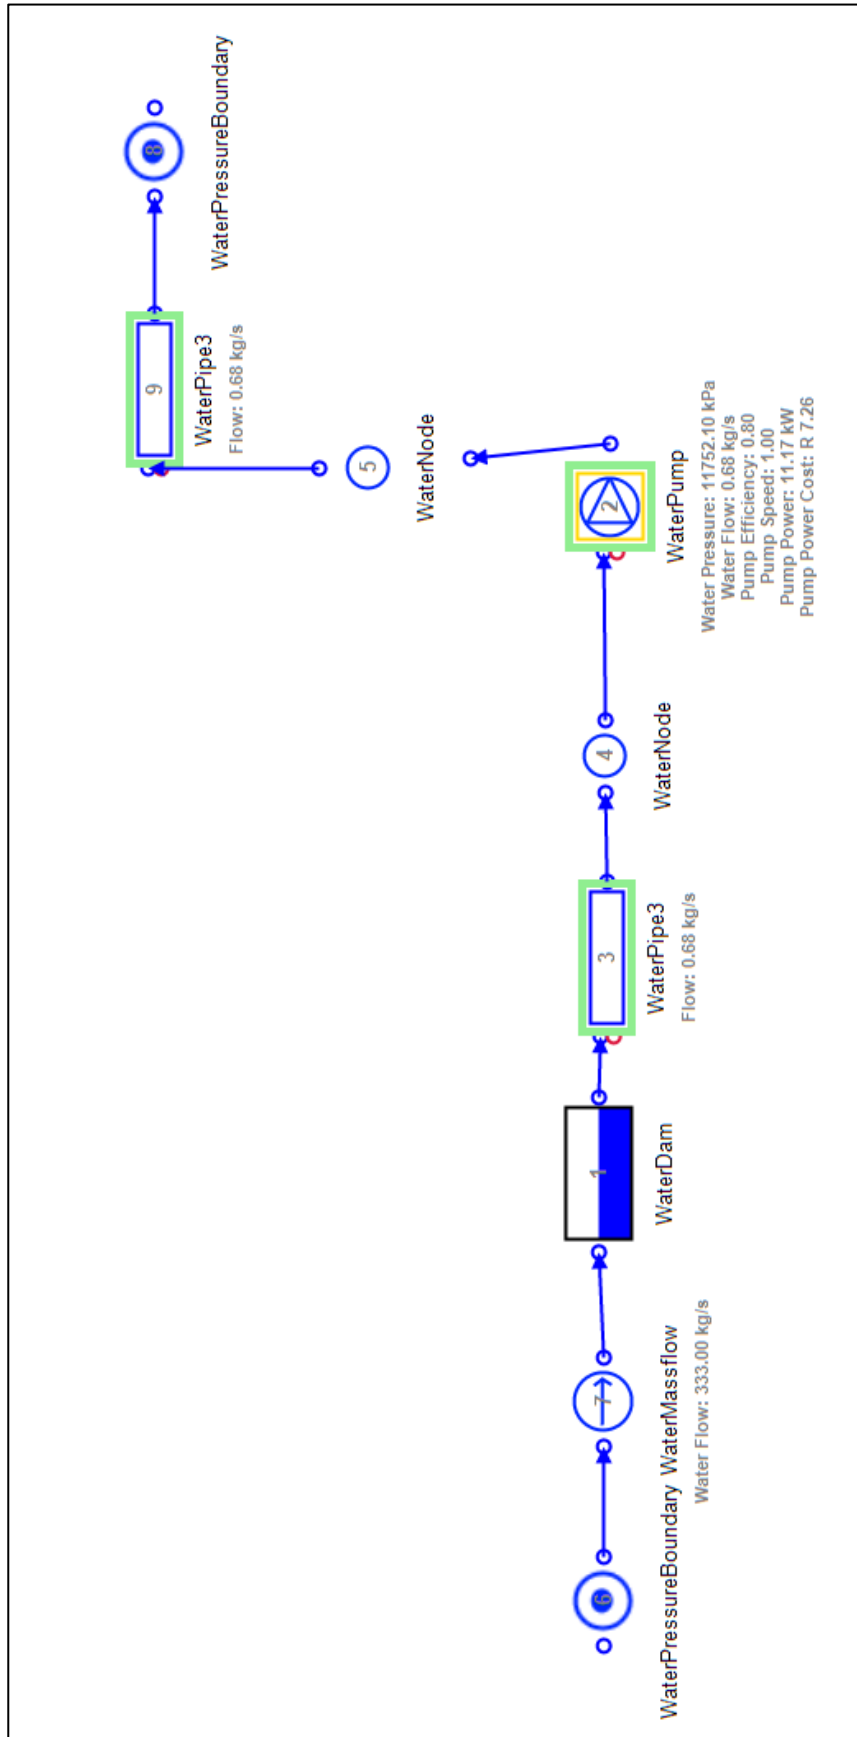 6
WaterPressureBoundary
7
WaterMassflow
Water Flow: 333.00 kg/s
1
WaterDam
3
WaterPipe3
Flow: 0.68 kg/s
4
WaterNode
2
WaterPump
Water Pressure: 11752.10 kPa
Water Flow: 0.68 kg/s
Pump Efficiency: 0.80
Pump Speed: 1.00
Pump Power: 11.17 kW
Pump Power Cost: R 7.26
5
WaterNode
9
WaterPipe3
Flow: 0.68 kg/s
8
WaterPressureBoundary